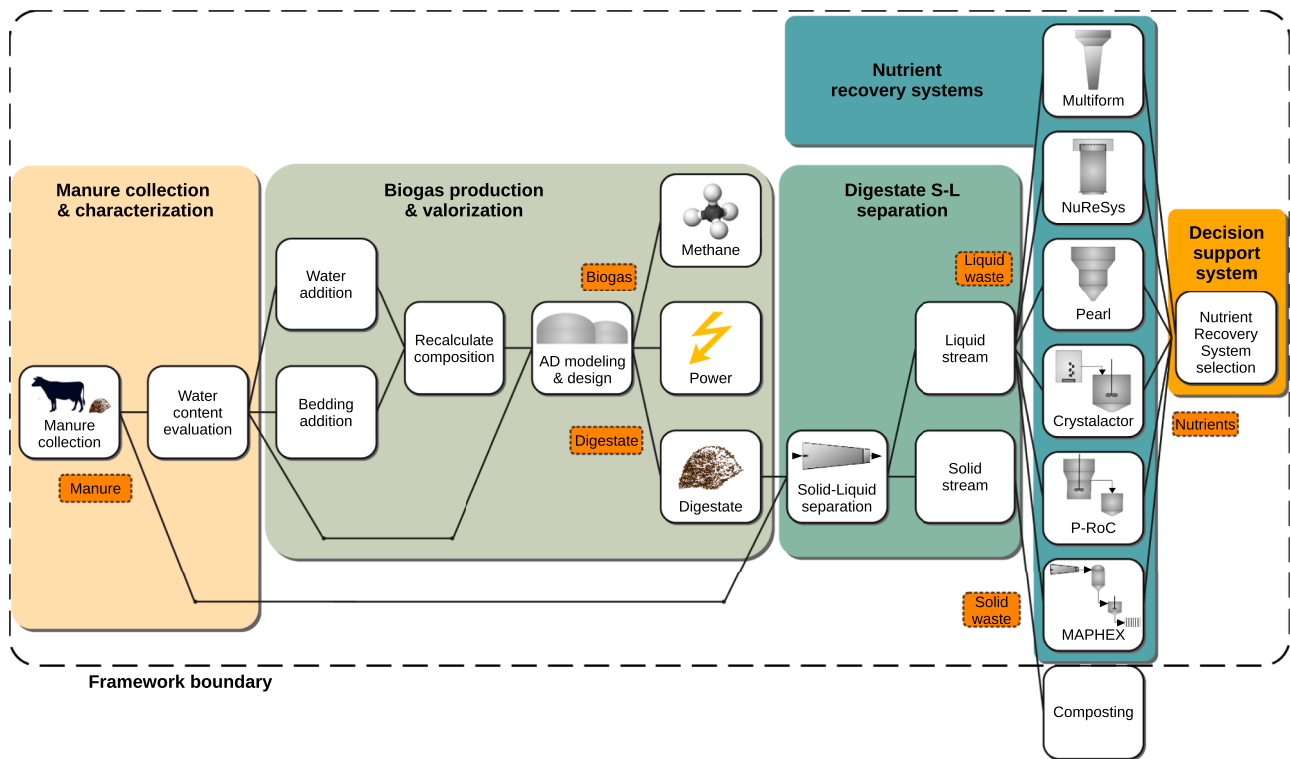 Nutrient
recovery systems
Multiform
NuReSys
Pearl
Crystalactor
P-RoC
MAPHEX
Manure collection
& characterization
Manure
collection
Water
content
evaluation
Manure
Biogas production
& valorization
Water
addition
Bedding
addition
Recalculate
composition
AD modeling
& design
Biogas
Digestate
Methane
Power
Digestate
Digestate S-L
separation
Solid-Liquid
separation
Liquid
stream
Solid
stream
Liquid
waste
Solid
waste
Decision
support
system
Nutrient
Recovery
System
selection
Nutrients
Framework boundary
Composting